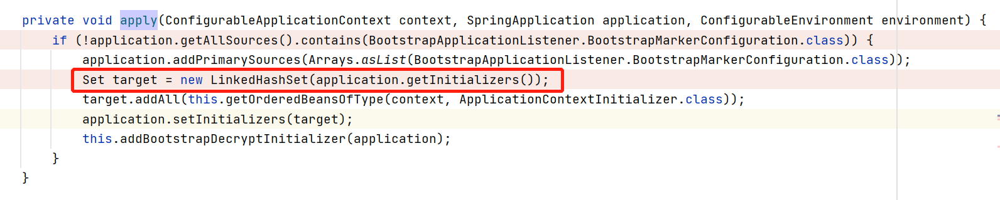 private void apply(ConfigurableApplicationContext context, SpringApplication application, ConfigurableEnvironment environment) {
if (!application.getAllSources().contains(BootstrapApplicationListener.BootstrapMarkerConfiguration.class)) {
application.addPrimarySources(Arrays.asList(BootstrapApplicationListener.BootstrapMarkerConfiguration.class));
Set target = new LinkedHashSet(application.getInitializers());
target.addAll(this.getOrderedBeansOfType(context, ApplicationContextInitializer.class));
application.setInitializers(target);
this.addBootstrapDecryptInitializer(application);
}
}